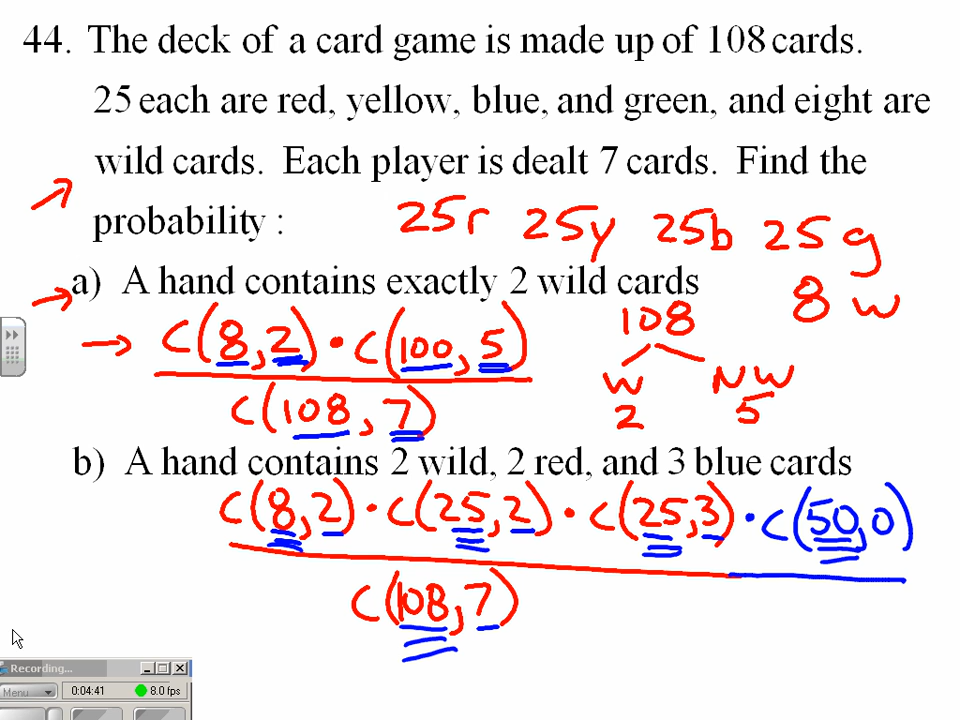 44. The deck of a card game is made up of 108 cards.
25 each are red, yellow, blue, and green, and eight are
wild cards. Each player is dealt 7 cards. Find the
probability :
25r 25y 25b 25g
8 w
a) A hand contains exactly 2 wild cards
C(8,2) • C(100,5)
C(108,7)
108
W NW
2 5
b) A hand contains 2 wild, 2 red, and 3 blue cards
C(8,2) • C(25,2) • C(25,3) • C(50,0)
C(108,7)
Recording...
Menu 0:04:41 8.0 fps